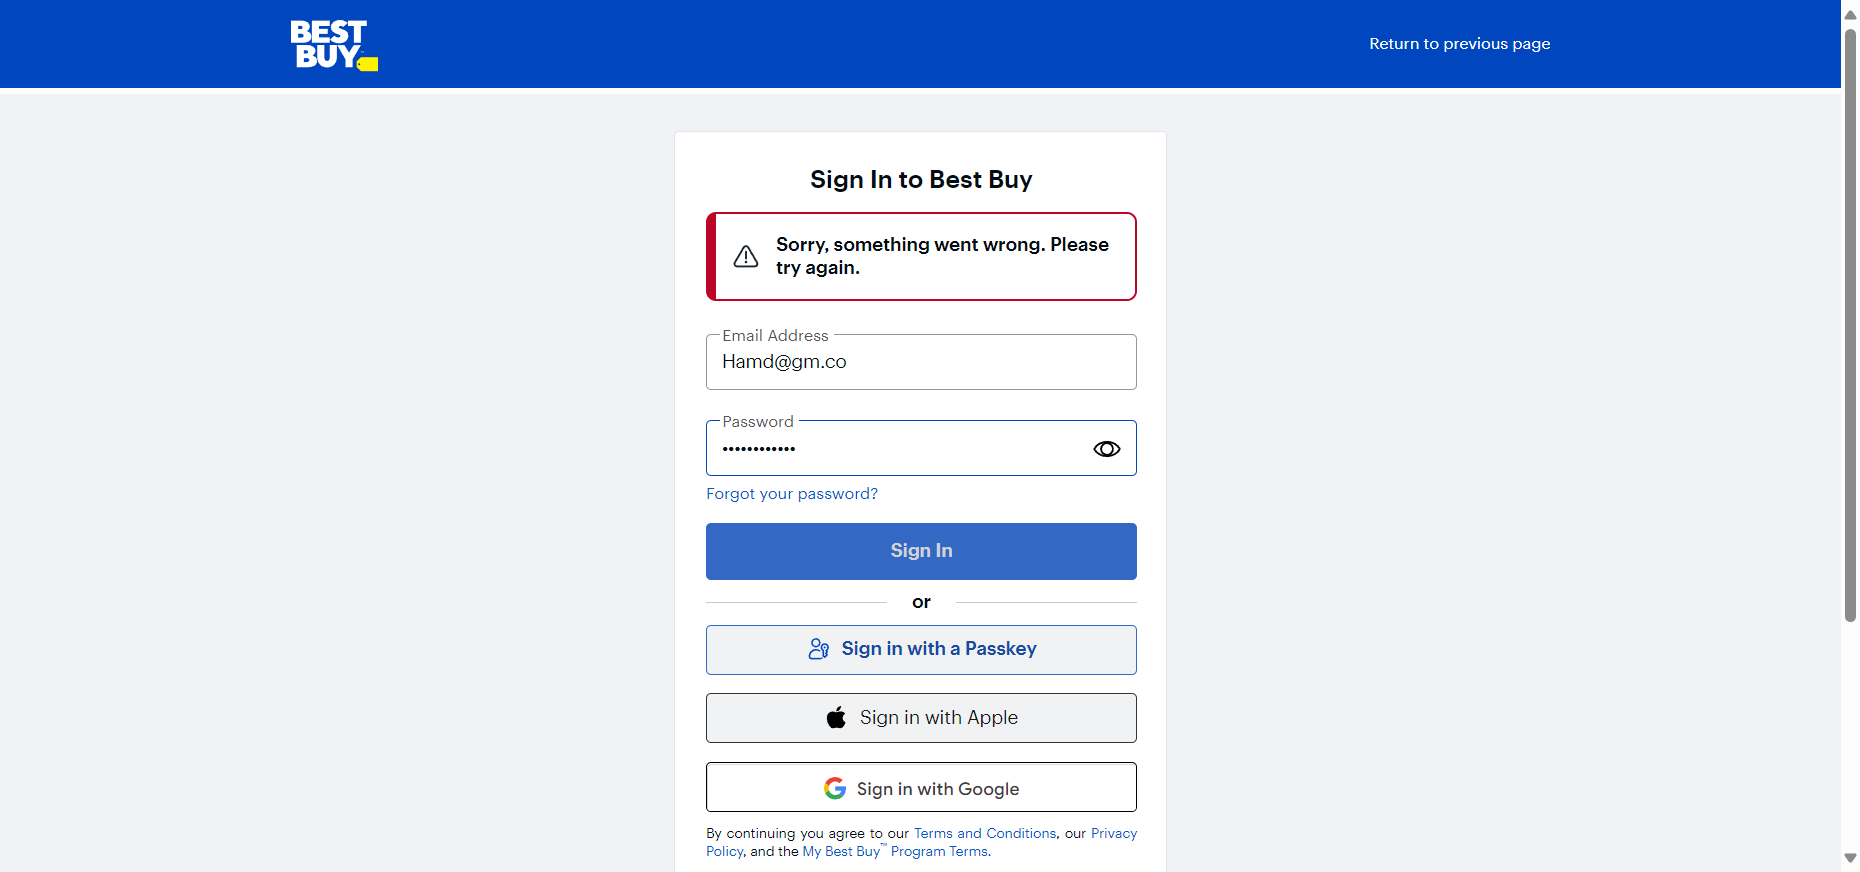 BEST
BUY
Return to previous page
Sign In to Best Buy
Sorry, something went wrong. Please
try again.
Email Address
Hamd@gm.co
Password
••••••••••••
Forgot your password?
Sign In
or
Sign in with a Passkey
Sign in with Apple
Sign in with Google
By continuing you agree to our Terms and Conditions, our Privacy
Policy, and the My Best Buy™ Program Terms.